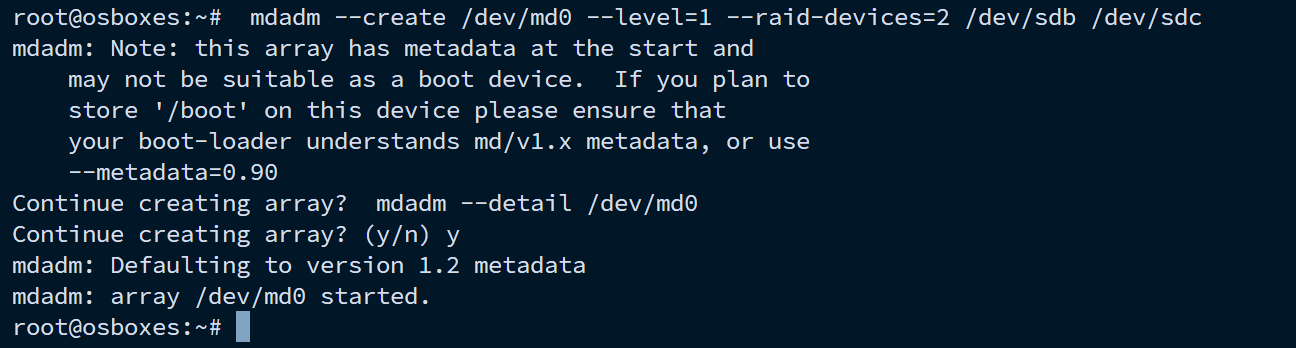 root@osboxes:~#  mdadm --create /dev/md0 --level=1 --raid-devices=2 /dev/sdb /dev/sdc
mdadm: Note: this array has metadata at the start and
    may not be suitable as a boot device.  If you plan to
    store '/boot' on this device please ensure that
    your boot-loader understands md/v1.x metadata, or use
    --metadata=0.90
Continue creating array?  mdadm --detail /dev/md0
Continue creating array? (y/n) y
mdadm: Defaulting to version 1.2 metadata
mdadm: array /dev/md0 started.
root@osboxes:~#